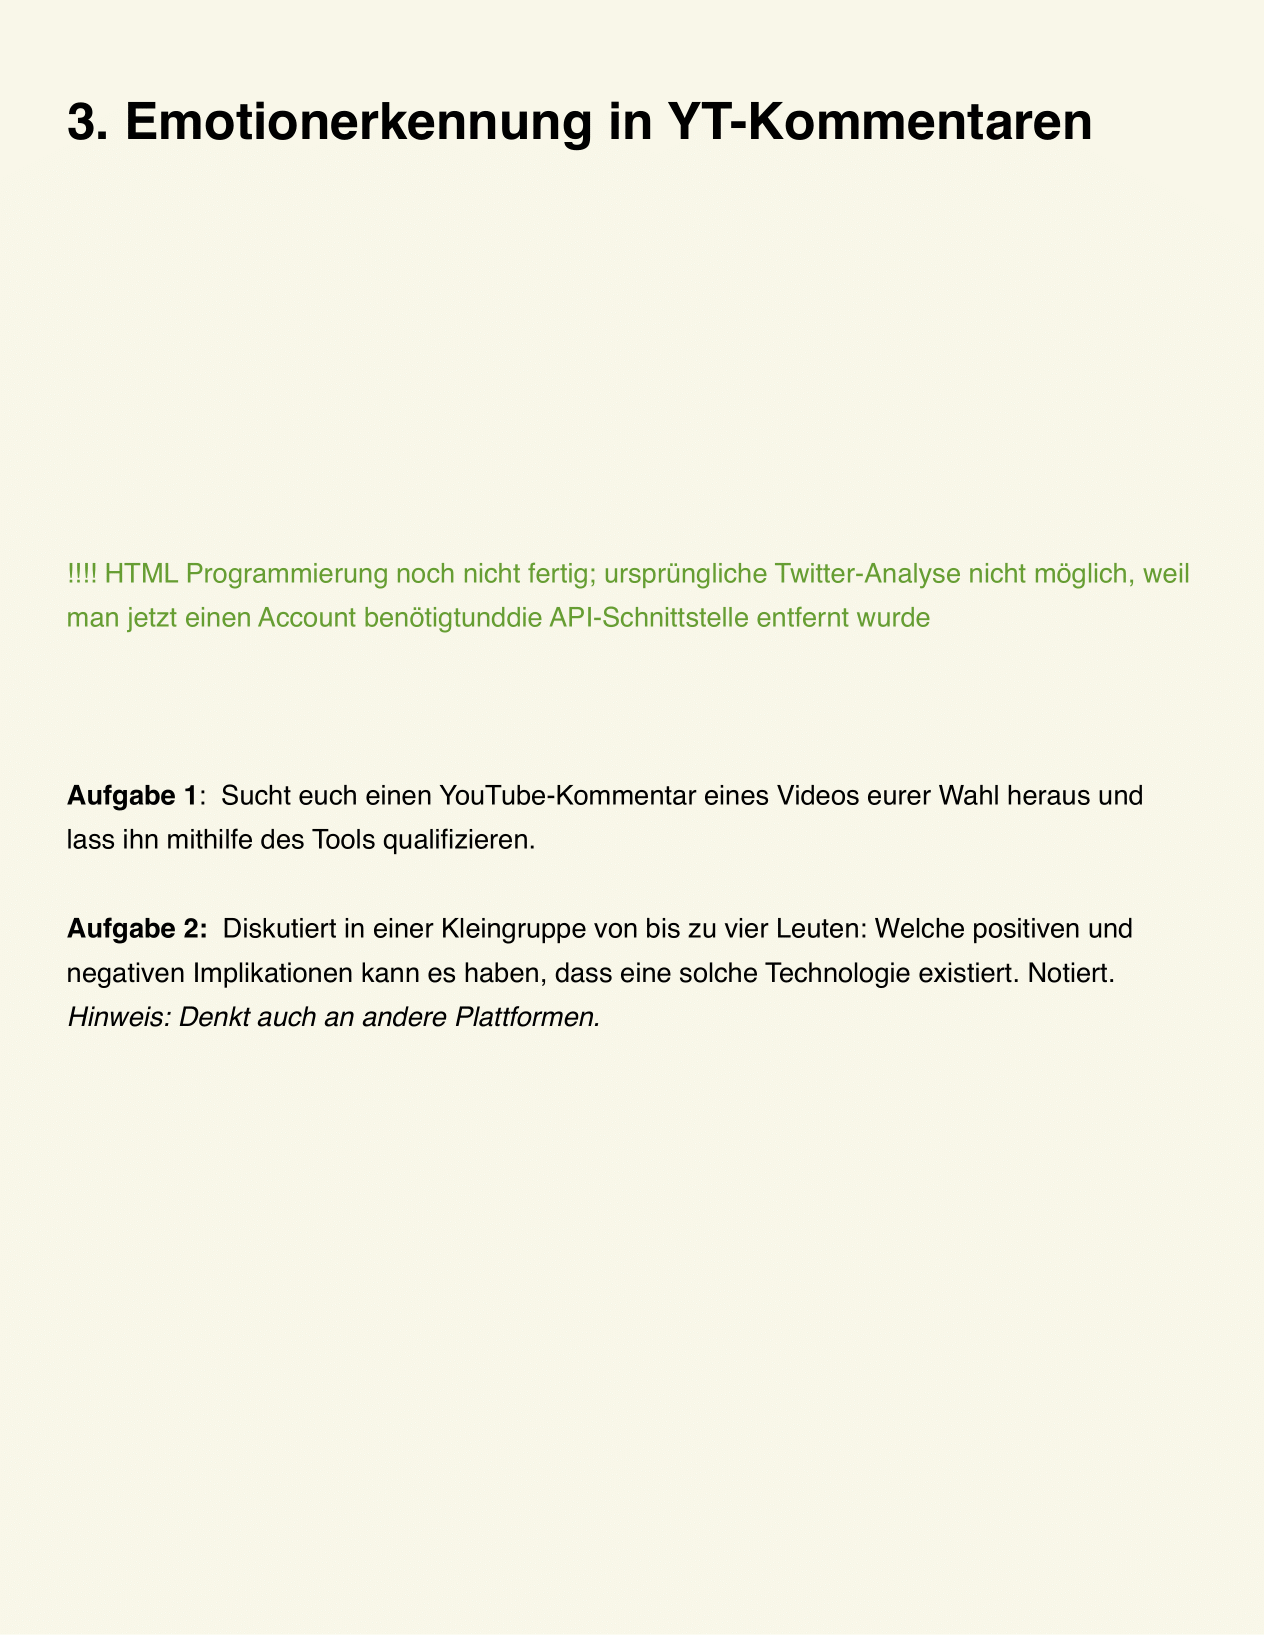 3. Emotionerkennung in YT-Kommentaren
!!!! HTML Programmierung noch nicht fertig; ursprüngliche Twitter-Analyse nicht möglich, weil
man jetzt einen Account benötigtunddie API-Schnittstelle entfernt wurde
Aufgabe 1:  Sucht euch einen YouTube-Kommentar eines Videos eurer Wahl heraus und
lass ihn mithilfe des Tools qualifizieren.
Aufgabe 2:  Diskutiert in einer Kleingruppe von bis zu vier Leuten: Welche positiven und
negativen Implikationen kann es haben, dass eine solche Technologie existiert. Notiert.
Hinweis: Denkt auch an andere Plattformen.